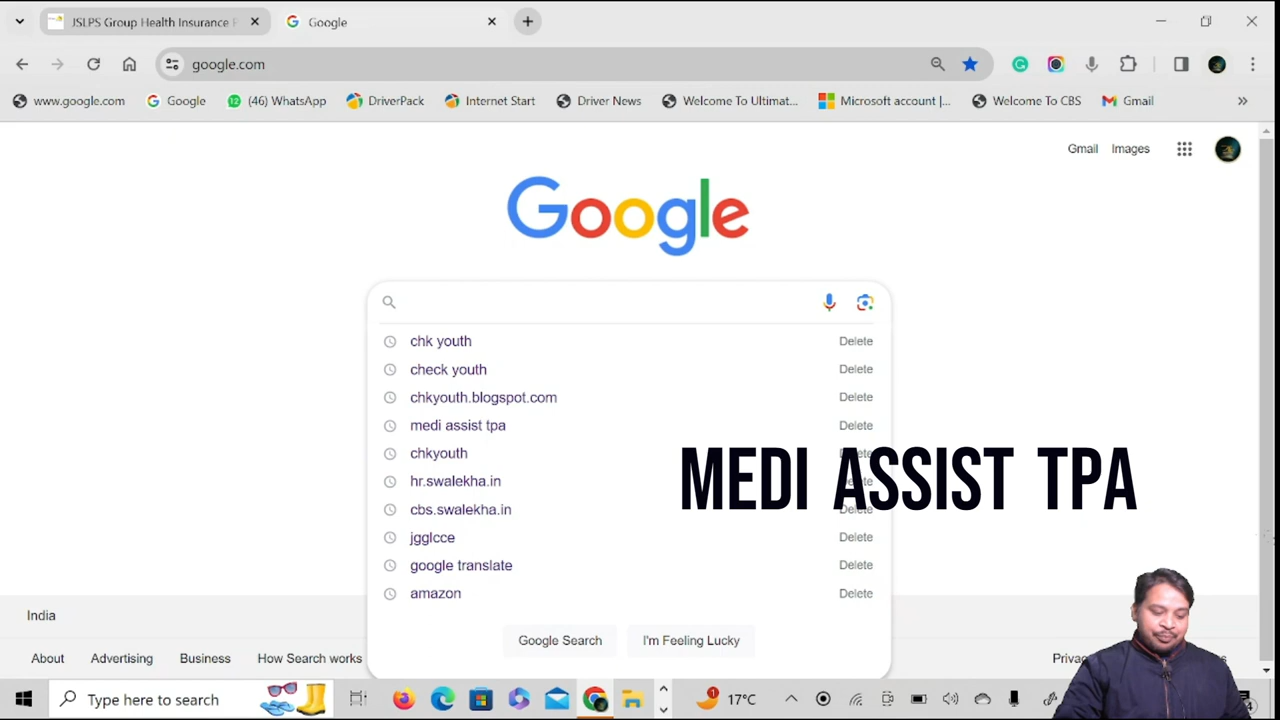 JSLPS Group Health Insurance P
Google
google.com
www.google.com
Google
(46) WhatsApp
DriverPack
Internet Start
Driver News
Welcome To Ultimat...
Microsoft account |...
Welcome To CBS
Gmail
Gmail
Images
Google
chk youth
Delete
check youth
Delete
chkyouth.blogspot.com
Delete
medi assist tpa
Delete
chkyouth
hr.swalekha.in
MEDI ASSIST TPA
cbs.swalekha.in
jgglcce
Delete
google translate
Delete
amazon
Delete
India
Google Search
I'm Feeling Lucky
About
Advertising
Business
How Search works
Type here to search
1
17°C
4